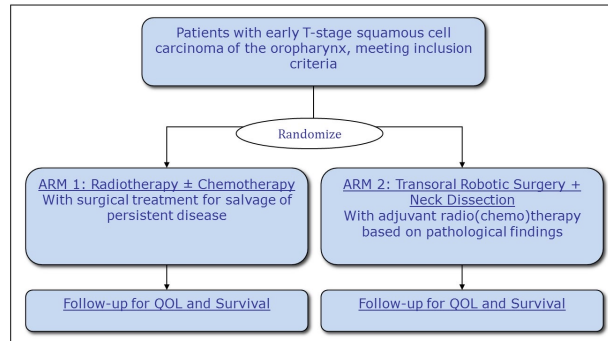 Patients with early T-stage squamous cell
carcinoma of the oropharynx, meeting inclusion
criteria
Randomize
ARM 1: Radiotherapy ± Chemotherapy
With surgical treatment for salvage of
persistent disease
ARM 2: Transoral Robotic Surgery +
Neck Dissection
With adjuvant radio(chemo)therapy
based on pathological findings
Follow-up for QOL and Survival
Follow-up for QOL and Survival